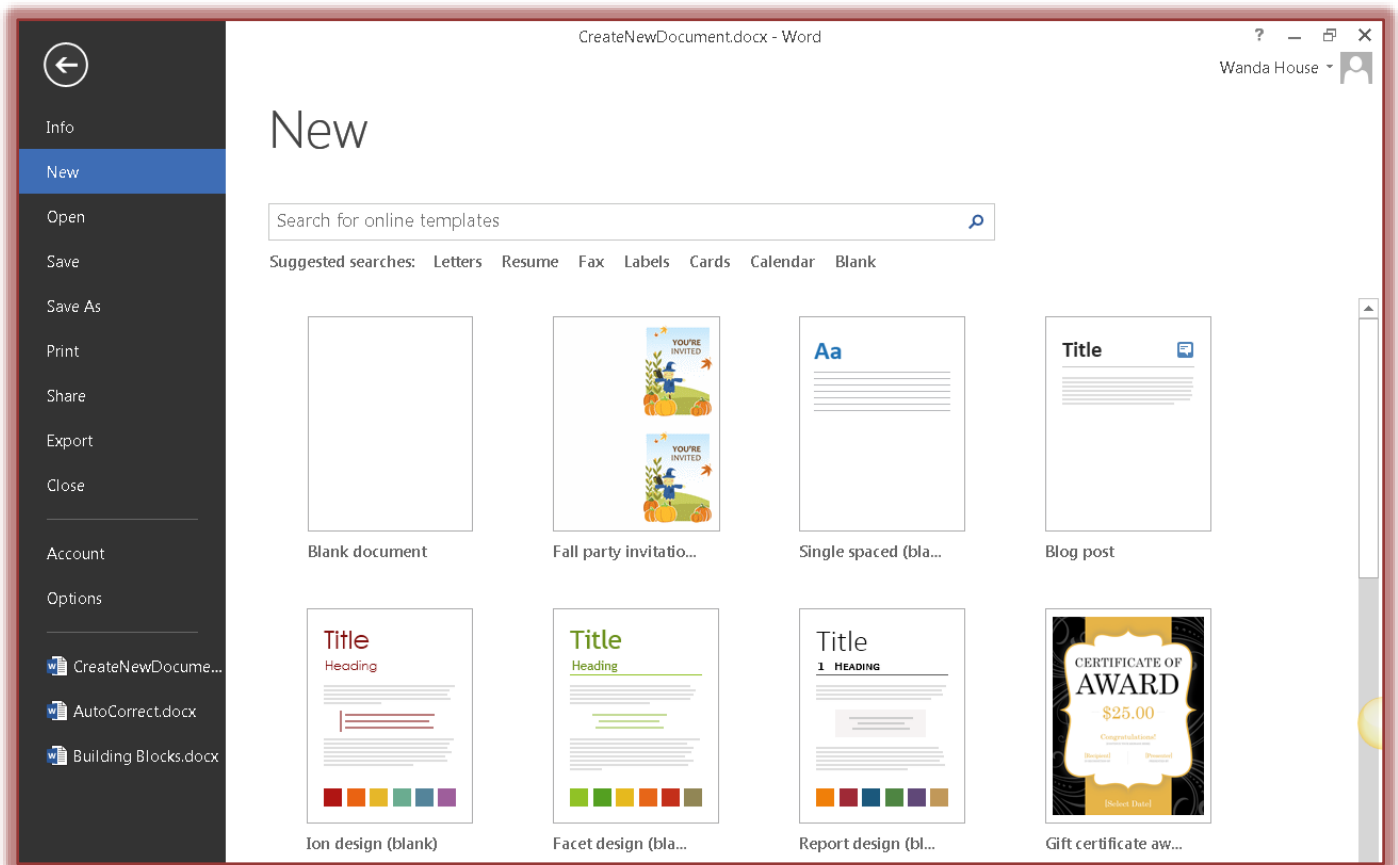 CreateNewDocument.docx - Word
?
Wanda House
Info
New
Open
Save
Save As
Print
Share
Export
Close
Account
Options
CreateNewDocume...
AutoCorrect.docx
Building Blocks.docx
New
Search for online templates
Suggested searches: Letters Resume Fax Labels Cards Calendar Blank
YOU'RE
INVITED
YOU'RE
INVITED
Aa
Title
Blank document
Fall party invitatio...
Single spaced (bla...
Blog post
Title
Heading
Title
Heading
Title
1 HEADING
CERTIFICATE OF
AWARD
$25.00
Congratulations!
[Recipient]
[Presenter]
[Select Date]
Ion design (blank)
Facet design (bla...
Report design (bl...
Gift certificate aw...